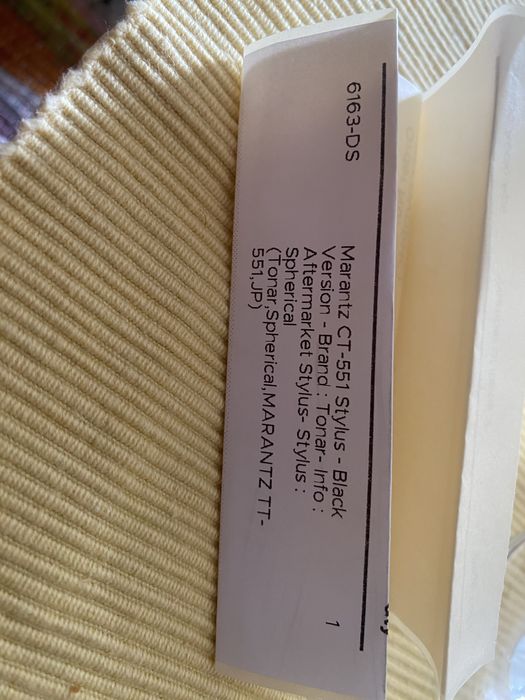 6163-DS
Marantz CT-551 Stylus - Black
Version - Brand : Tonar- Info :
Aftermarket Stylus- Stylus :
Spherical
(Tonar,Spherical,MARANTZ TT-
551,JP)
1